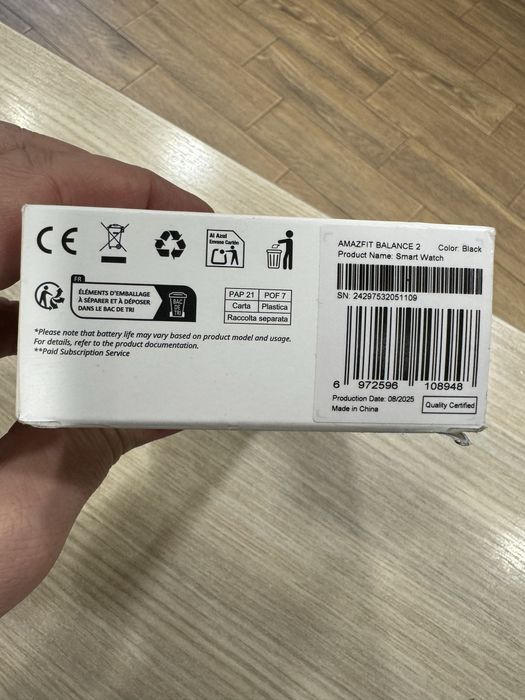 CE
Al Azul
Envase Cartón
FR
ÉLÉMENTS D'EMBALLAGE
À SÉPARER ET À DÉPOSER
DANS LE BAC DE TRI
BAC
DE
TRI
PAP 21
POF 7
Carta
Plastica
Raccolta separata
*Please note that battery life may vary based on product model and usage.
For details, refer to the product documentation.
**Paid Subscription Service
AMAZFIT BALANCE 2 Color: Black
Product Name: Smart Watch
SN: 24297532051109
6 972596 108948
Production Date: 08/2025
Made in China
Quality Certified